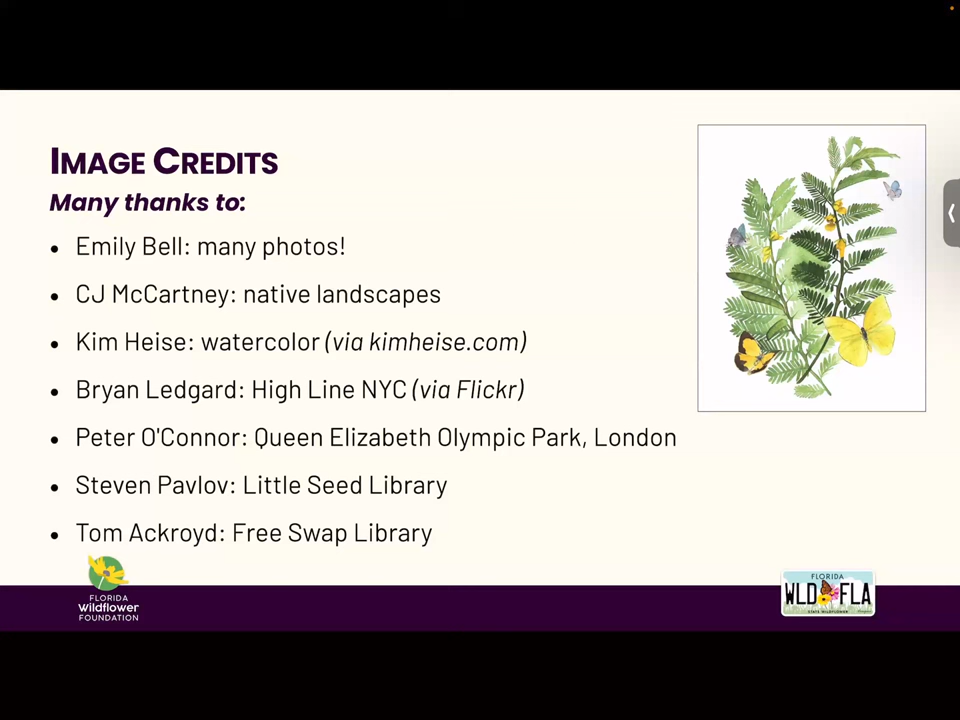 IMAGE CREDITS
Many thanks to:
• Emily Bell: many photos!
• CJ McCartney: native landscapes
• Kim Heise: watercolor (via kimheise.com)
• Bryan Ledgard: High Line NYC (via Flickr)
• Peter O'Connor: Queen Elizabeth Olympic Park, London
• Steven Pavlov: Little Seed Library
• Tom Ackroyd: Free Swap Library
FLORIDA
Wildflower
FOUNDATION
FLORIDA
WLD FLA
STATE WILDFLOWER